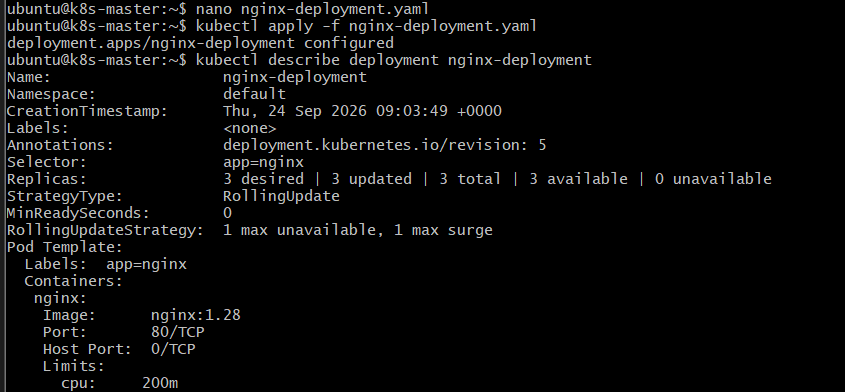 ubuntu@k8s-master:~$ nano nginx-deployment.yaml
ubuntu@k8s-master:~$ kubectl apply -f nginx-deployment.yaml
deployment.apps/nginx-deployment configured
ubuntu@k8s-master:~$ kubectl describe deployment nginx-deployment
Name:                   nginx-deployment
Namespace:              default
CreationTimestamp:      Thu, 24 Sep 2026 09:03:49 +0000
Labels:                 <none>
Annotations:            deployment.kubernetes.io/revision: 5
Selector:               app=nginx
Replicas:               3 desired | 3 updated | 3 total | 3 available | 0 unavailable
StrategyType:           RollingUpdate
MinReadySeconds:        0
RollingUpdateStrategy:  1 max unavailable, 1 max surge
Pod Template:
  Labels:  app=nginx
  Containers:
   nginx:
    Image:      nginx:1.28
    Port:       80/TCP
    Host Port:  0/TCP
    Limits:
      cpu:     200m